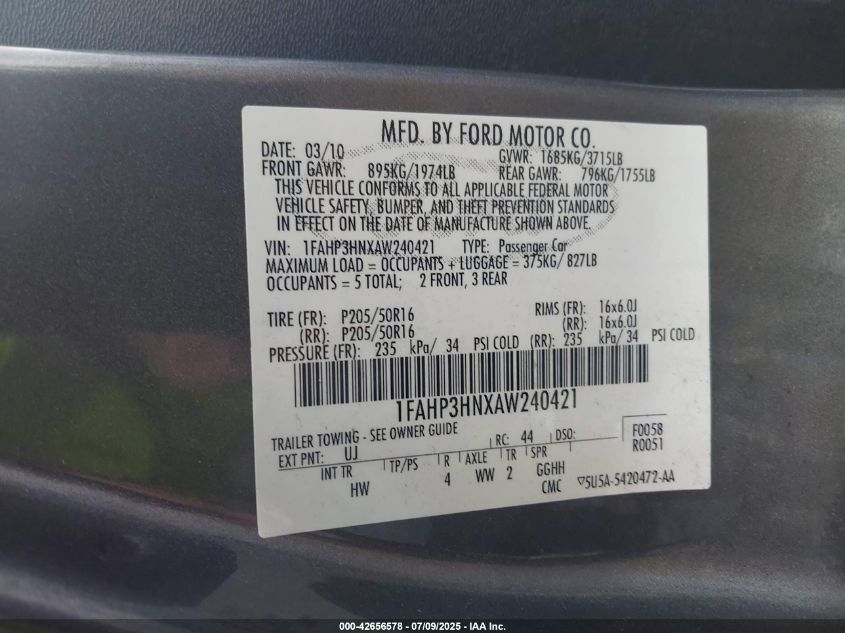 MFD. BY FORD MOTOR CO.
DATE: 03/10 GVWR: 1685KG/3715LB
FRONT GAWR: 895KG/1974LB REAR GAWR: 796KG/1755LB
THIS VEHICLE CONFORMS TO ALL APPLICABLE FEDERAL MOTOR
VEHICLE SAFETY, BUMPER, AND THEFT PREVENTION STANDARDS
IN EFFECT ON THE DATE OF MANUFACTURE SHOWN ABOVE.
VIN: 1FAHP3HNXAW240421 TYPE: Passenger Car
MAXIMUM LOAD = OCCUPANTS + LUGGAGE = 375KG/ 827LB
OCCUPANTS = 5 TOTAL; 2 FRONT, 3 REAR
TIRE (FR): P205/50R16 RIMS (FR): 16x6.0J
(RR): P205/50R16 (RR): 16x6.0J
PRESSURE (FR): 235 kPa/ 34 PSI COLD (RR): 235 kPa/ 34 PSI COLD
1FAHP3HNXAW240421
TRAILER TOWING - SEE OWNER GUIDE
EXT PNT: UJ RC: 44 DSO: F0058
R0051
INT TR TP/PS R AXLE TR SPR
HW 4 WW 2 GGHH
CMC ▽5U5A-5420472-AA
000-42656578 / 07/09/2025 - IAA Inc.